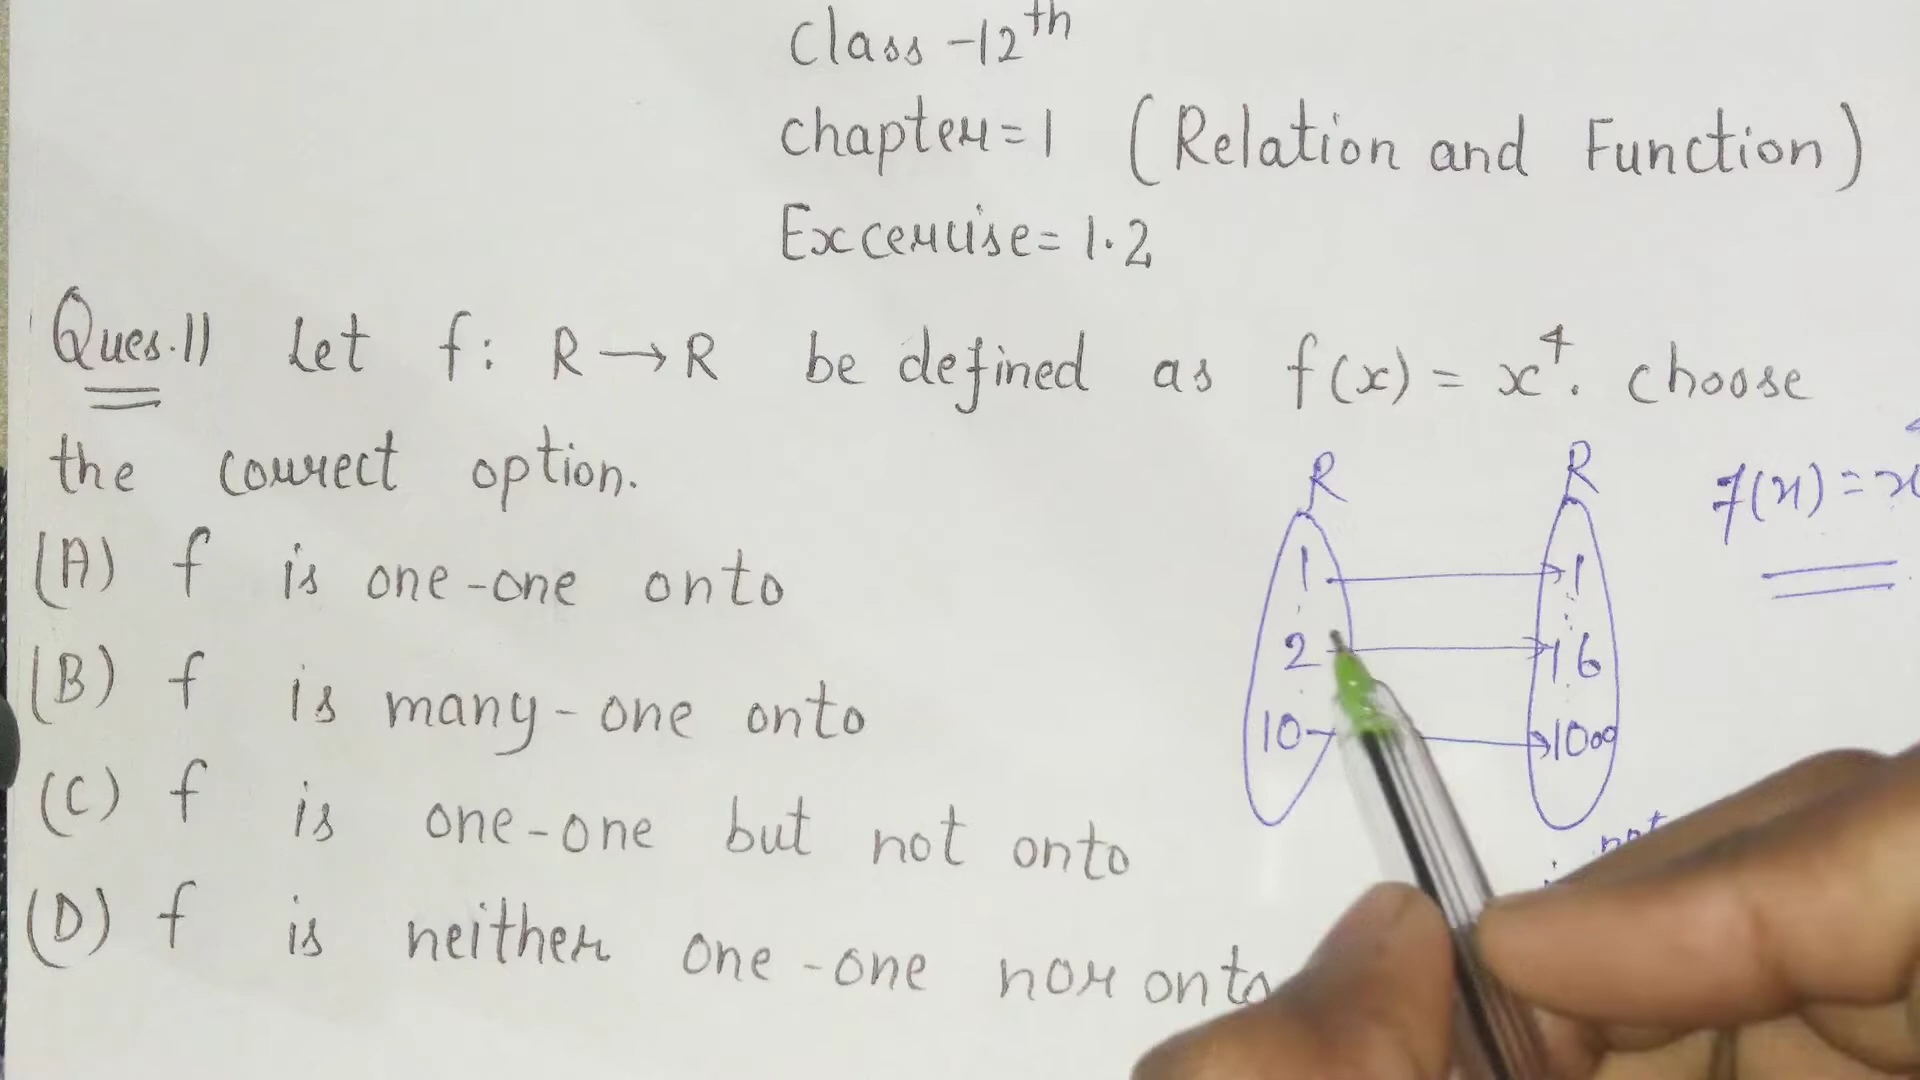 Class -12th
chapter=1 (Relation and Function)
Excercise= 1.2
Ques.11 Let f: R→R be defined as f(x) = x⁴. choose
the correct option.
(A) f is one-one onto
(B) f is many-one onto
(C) f is one-one but not onto
(D) f is neither one-one nor onto
R R f(x)=x
1 1
2 16
10 1000
not